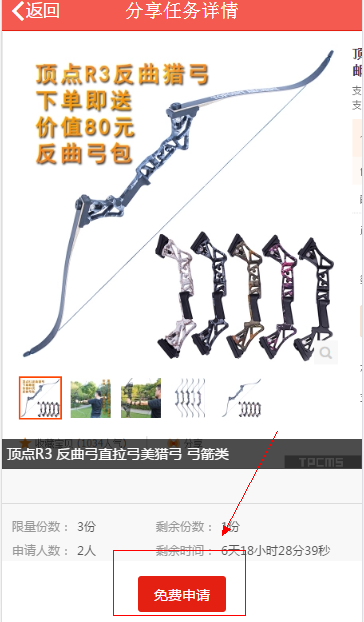 返回
分享任务详情
顶点R3反曲猎弓
下单即送
价值80元
反曲弓包
顶
邮
支
支
收藏宝贝 (1034人气)
分享
顶点R3 反曲弓直拉弓美猎弓 弓箭类
TPCMS
限量份数： 3份
剩余份数： 1份
申请人数： 2人
剩余时间： 6天18小时28分39秒
免费申请